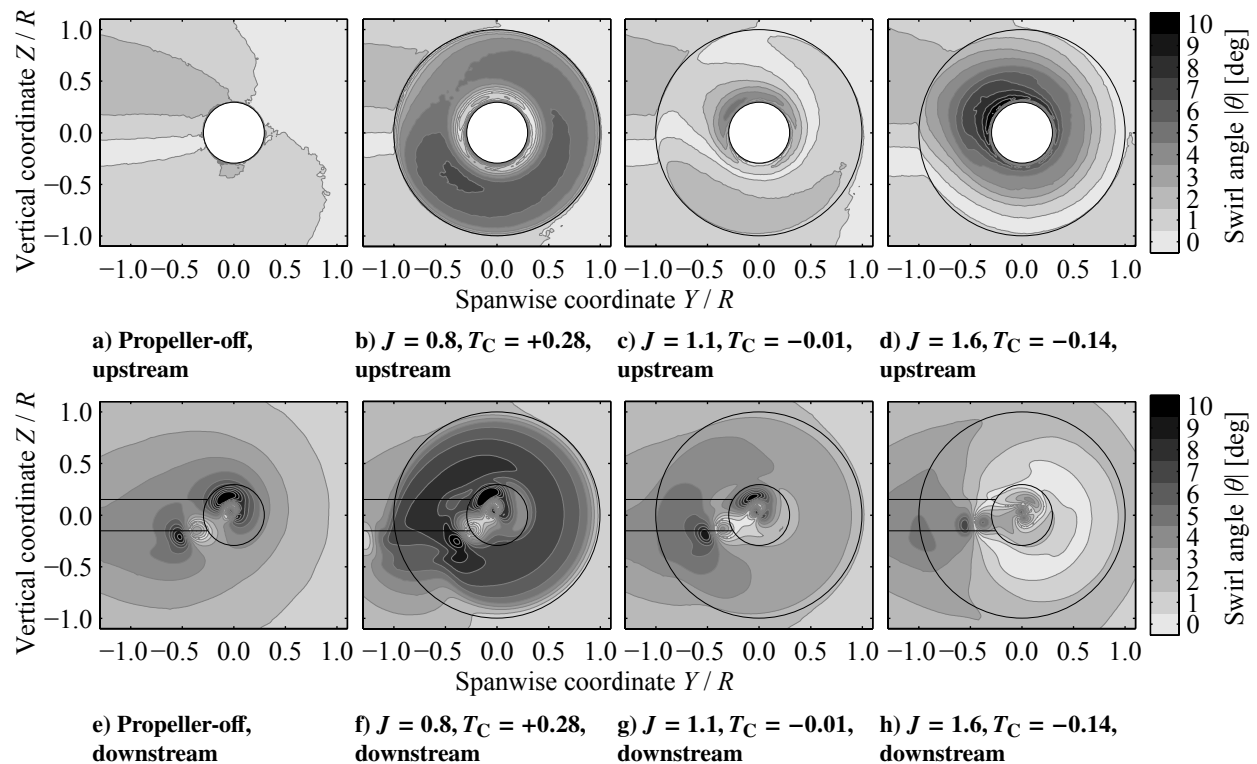 Vertical coordinate Z / R
1.0
0.5
0.0
−0.5
−1.0
−1.0 −0.5 0.0 0.5 1.0
−1.0 −0.5 0.0 0.5 1.0
−1.0 −0.5 0.0 0.5 1.0
−1.0 −0.5 0.0 0.5 1.0
Spanwise coordinate Y / R
10
9
8
7
6
5
4
3
2
1
0
Swirl angle |θ| [deg]
a) Propeller-off,
upstream
b) J = 0.8, T_C = +0.28,
upstream
c) J = 1.1, T_C = −0.01,
upstream
d) J = 1.6, T_C = −0.14,
upstream
Vertical coordinate Z / R
1.0
0.5
0.0
−0.5
−1.0
−1.0 −0.5 0.0 0.5 1.0
−1.0 −0.5 0.0 0.5 1.0
−1.0 −0.5 0.0 0.5 1.0
−1.0 −0.5 0.0 0.5 1.0
Spanwise coordinate Y / R
10
9
8
7
6
5
4
3
2
1
0
Swirl angle |θ| [deg]
e) Propeller-off,
downstream
f) J = 0.8, T_C = +0.28,
downstream
g) J = 1.1, T_C = −0.01,
downstream
h) J = 1.6, T_C = −0.14,
downstream